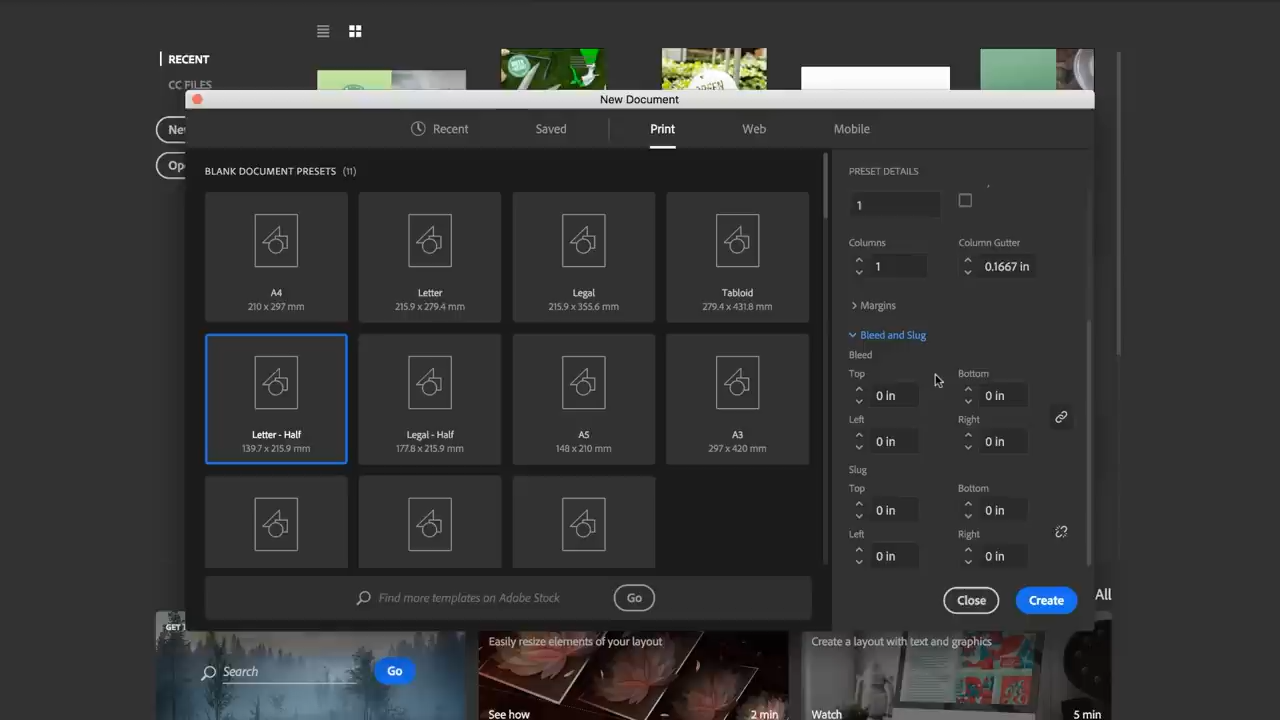 RECENT
CC FILES
Ne
Op
New Document
Recent
Saved
Print
Web
Mobile
BLANK DOCUMENT PRESETS (11)
A4
210 x 297 mm
Letter
215.9 x 279.4 mm
Legal
215.9 x 355.6 mm
Tabloid
279.4 x 431.8 mm
Letter - Half
139.7 x 215.9 mm
Legal - Half
177.8 x 215.9 mm
A5
148 x 210 mm
A3
297 x 420 mm
Find more templates on Adobe Stock
Go
PRESET DETAILS
1
Columns
Column Gutter
1
0.1667 in
Margins
Bleed and Slug
Bleed
Top
Bottom
0 in
0 in
Left
Right
0 in
0 in
Slug
Top
Bottom
0 in
0 in
Left
Right
0 in
0 in
Close
Create
All
GET
Search
Go
Easily resize elements of your layout
See how
2 min
Create a layout with text and graphics
Watch
5 min